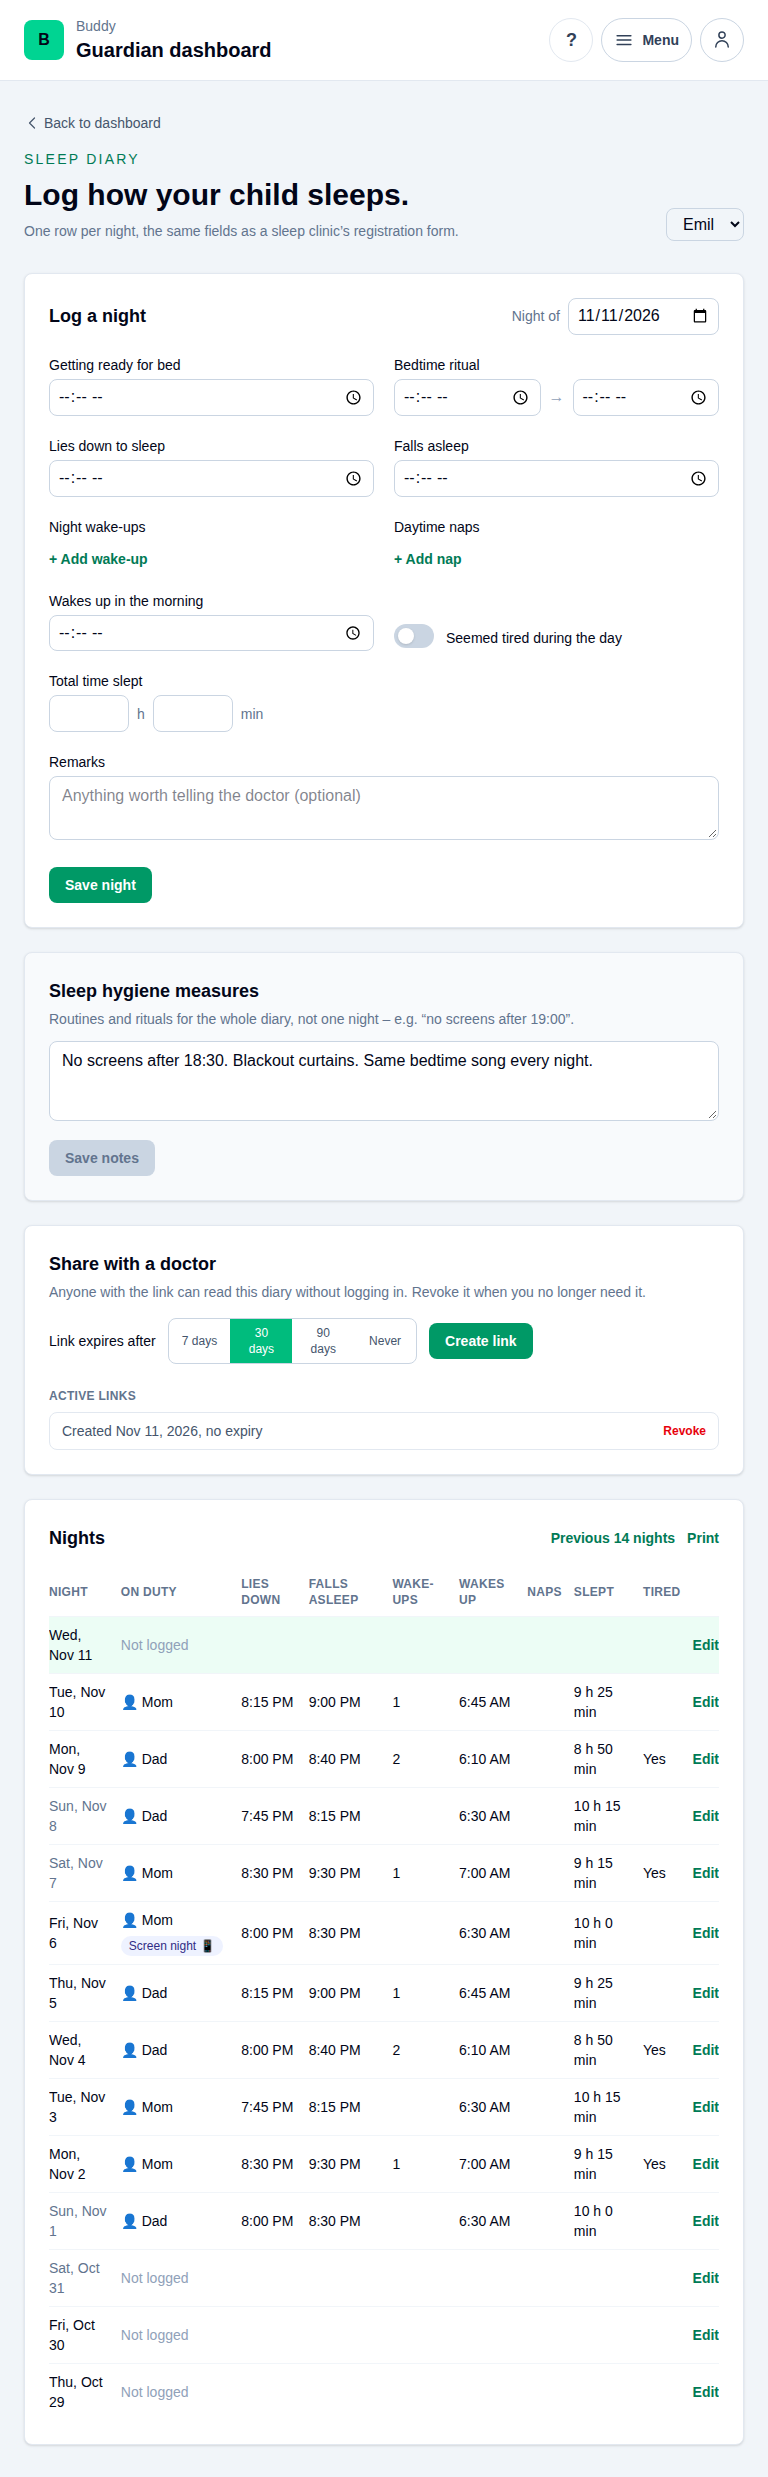 B
Buddy
Guardian dashboard
?
Menu
Back to dashboard
SLEEP DIARY
Log how your child sleeps.
One row per night, the same fields as a sleep clinic’s registration form.
Emil
Log a night
Night of 11/11/2026
Getting ready for bed
Bedtime ritual
--:-- --
--:-- -- → --:-- --
Lies down to sleep
Falls asleep
--:-- --
--:-- --
Night wake-ups
Daytime naps
+ Add wake-up
+ Add nap
Wakes up in the morning
--:-- --
Seemed tired during the day
Total time slept
h min
Remarks
Anything worth telling the doctor (optional)
Save night
Sleep hygiene measures
Routines and rituals for the whole diary, not one night – e.g. “no screens after 19:00”.
No screens after 18:30. Blackout curtains. Same bedtime song every night.
Save notes
Share with a doctor
Anyone with the link can read this diary without logging in. Revoke it when you no longer need it.
Link expires after 7 days 30 days 90 days Never Create link
ACTIVE LINKS
Created Nov 11, 2026, no expiry Revoke
Nights
Previous 14 nights Print
NIGHT ON DUTY LIES DOWN FALLS ASLEEP WAKE-UPS WAKES UP NAPS SLEPT TIRED
Wed, Nov 11 Not logged Edit
Tue, Nov 10 👤 Mom 8:15 PM 9:00 PM 1 6:45 AM 9 h 25 min Edit
Mon, Nov 9 👤 Dad 8:00 PM 8:40 PM 2 6:10 AM 8 h 50 min Yes Edit
Sun, Nov 8 👤 Dad 7:45 PM 8:15 PM 6:30 AM 10 h 15 min Edit
Sat, Nov 7 👤 Mom 8:30 PM 9:30 PM 1 7:00 AM 9 h 15 min Yes Edit
Fri, Nov 6 👤 Mom Screen night 📱 8:00 PM 8:30 PM 6:30 AM 10 h 0 min Edit
Thu, Nov 5 👤 Dad 8:15 PM 9:00 PM 1 6:45 AM 9 h 25 min Edit
Wed, Nov 4 👤 Dad 8:00 PM 8:40 PM 2 6:10 AM 8 h 50 min Yes Edit
Tue, Nov 3 👤 Mom 7:45 PM 8:15 PM 6:30 AM 10 h 15 min Edit
Mon, Nov 2 👤 Mom 8:30 PM 9:30 PM 1 7:00 AM 9 h 15 min Yes Edit
Sun, Nov 1 👤 Dad 8:00 PM 8:30 PM 6:30 AM 10 h 0 min Edit
Sat, Oct 31 Not logged Edit
Fri, Oct 30 Not logged Edit
Thu, Oct 29 Not logged Edit